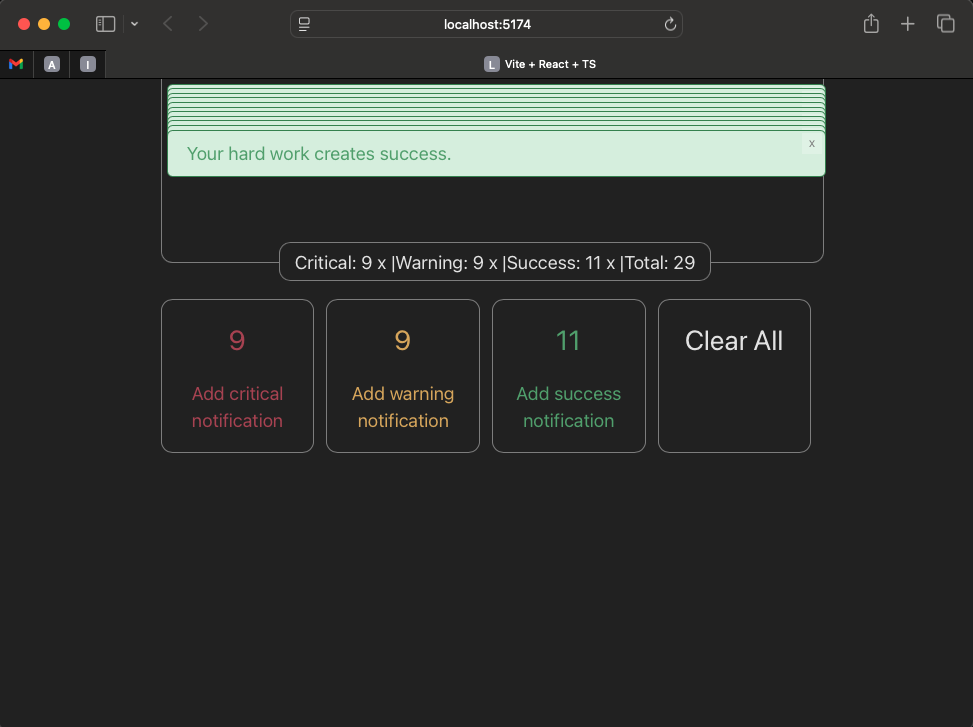 localhost:5174
A
I
L Vite + React + TS
Your hard work creates success.
x
Critical: 9 x |Warning: 9 x |Success: 11 x |Total: 29
9
Add critical
notification
9
Add warning
notification
11
Add success
notification
Clear All